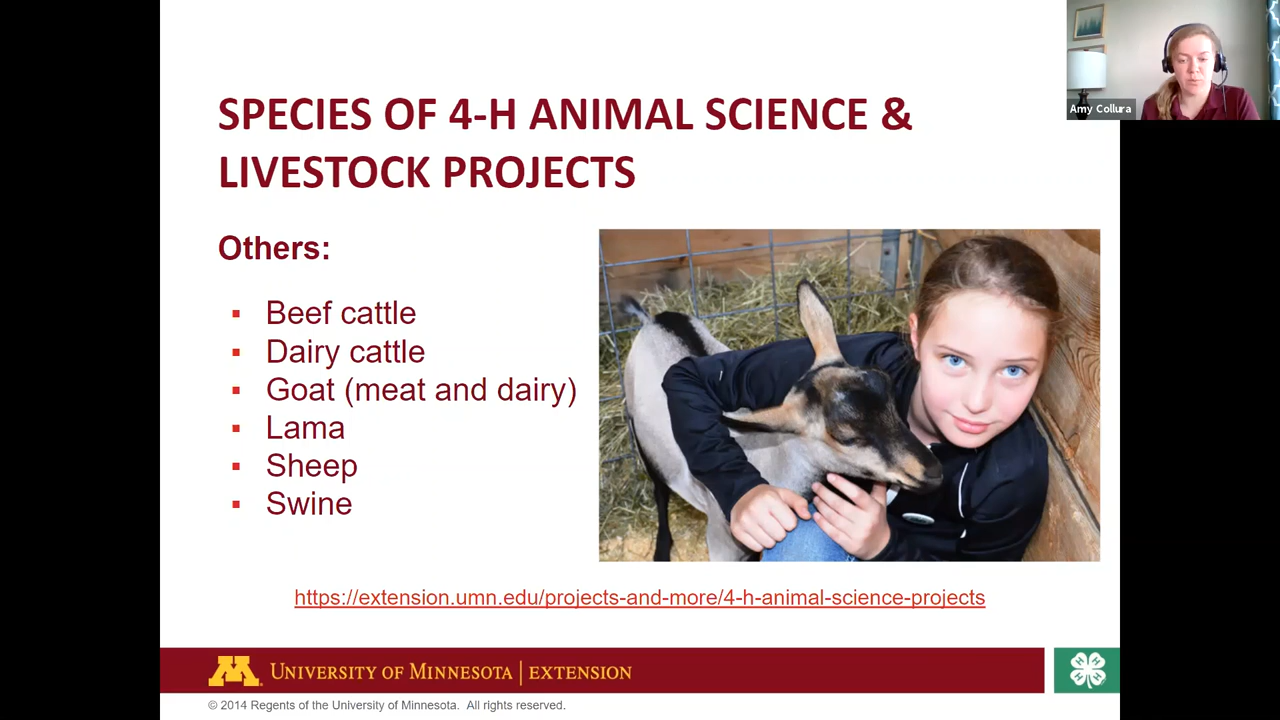 Amy Collura
SPECIES OF 4-H ANIMAL SCIENCE &
LIVESTOCK PROJECTS
Others:
▪ Beef cattle
▪ Dairy cattle
▪ Goat (meat and dairy)
▪ Lama
▪ Sheep
▪ Swine
https://extension.umn.edu/projects-and-more/4-h-animal-science-projects
M UNIVERSITY OF MINNESOTA | EXTENSION
H H H H
© 2014 Regents of the University of Minnesota. All rights reserved.